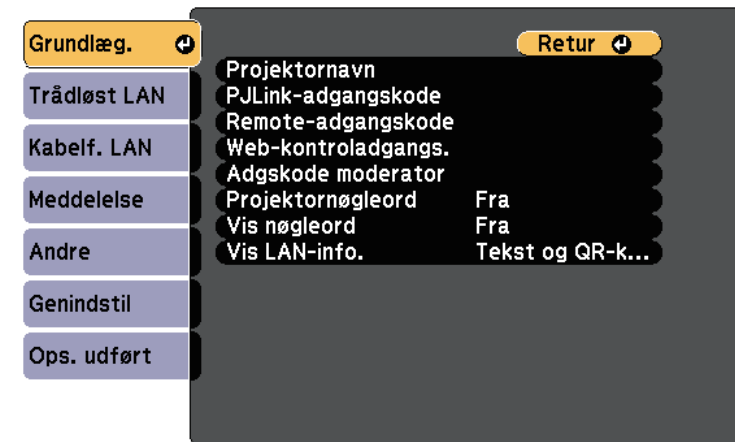 Grundlæg.
Trådløst LAN
Kabelf. LAN
Meddelelse
Andre
Genindstil
Ops. udført
Retur
Projektornavn
PJLink-adgangskode
Remote-adgangskode
Web-kontroladgangs.
Adgskode moderator
Projektornøgleord Fra
Vis nøgleord Fra
Vis LAN-info. Tekst og QR-k...